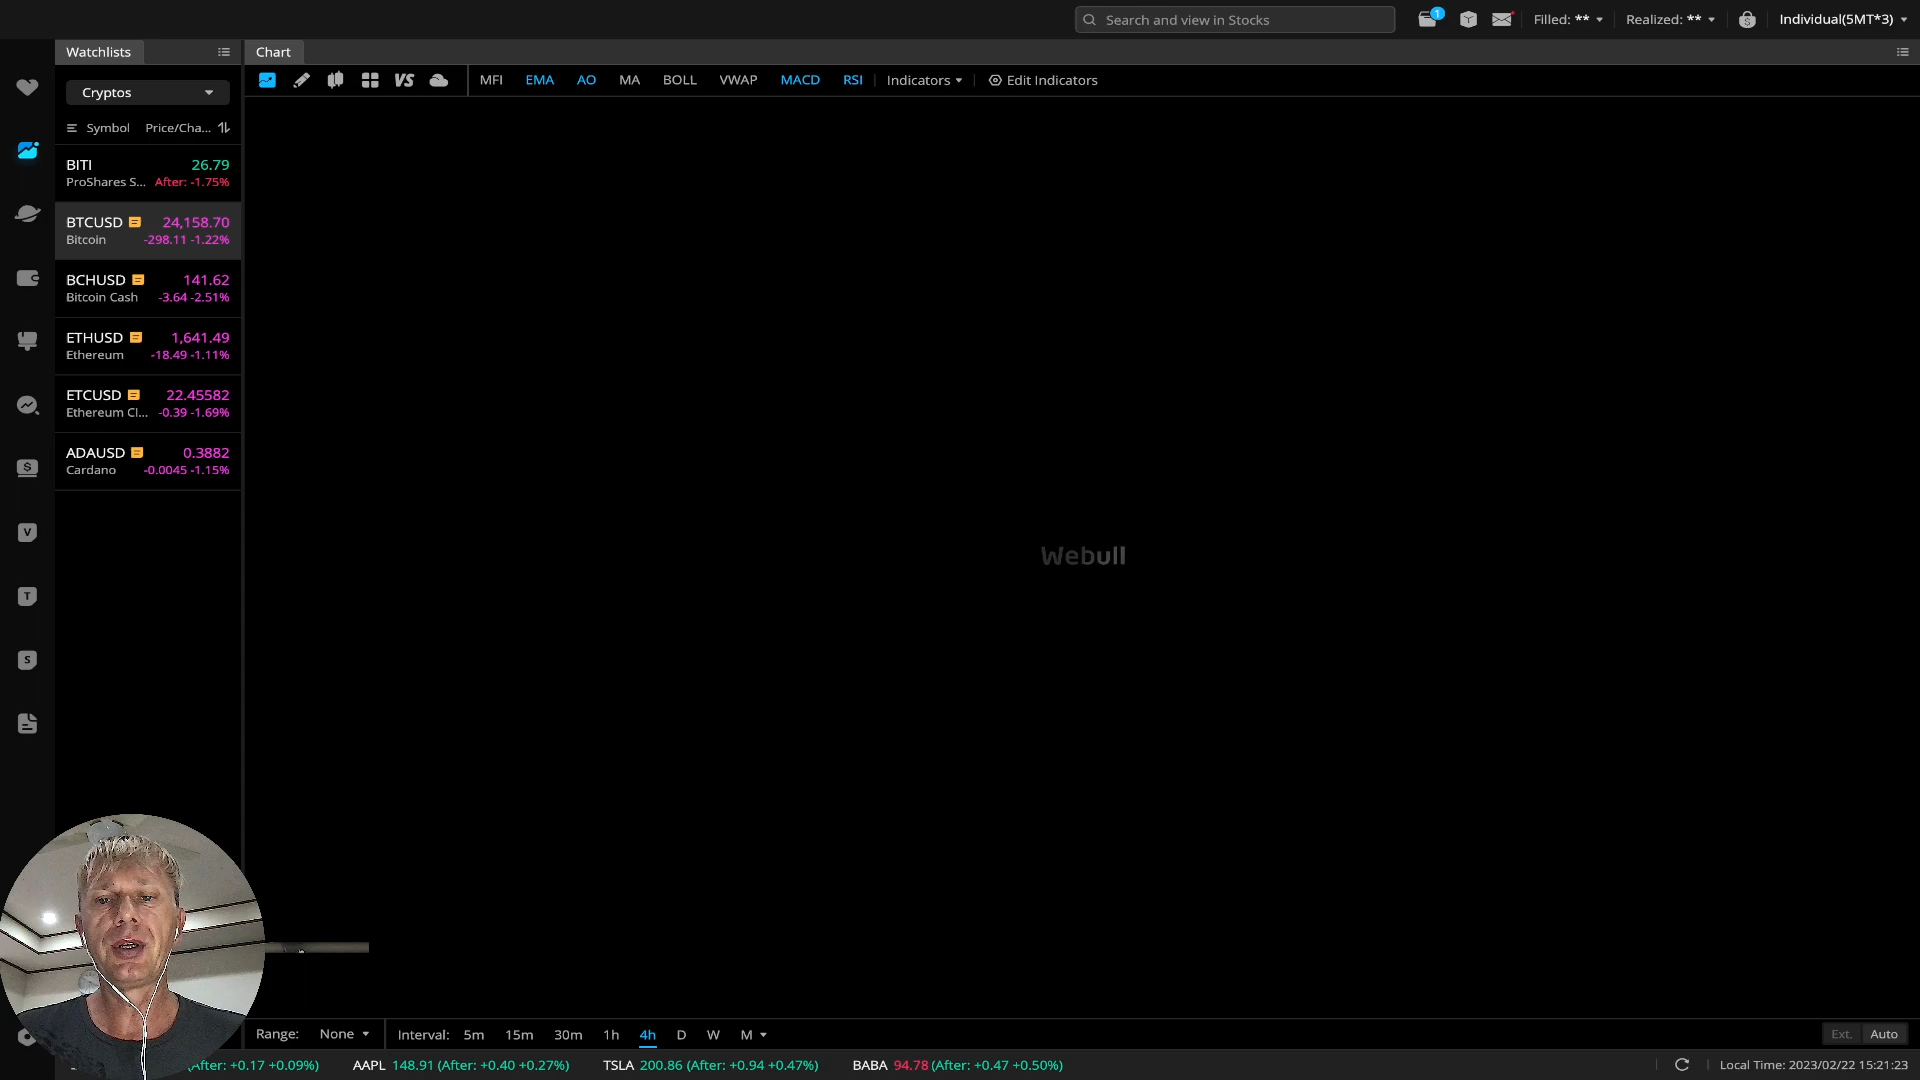 Search and view in Stocks
1
Filled: **
Realized: **
Individual(5MT*3)
Watchlists
Chart
Cryptos
MFI
EMA
AO
MA
BOLL
VWAP
MACD
RSI
Indicators
Edit Indicators
VS
Symbol
Price/Cha...
BITI
26.79
ProShares S...
After: -1.75%
BTCUSD
24,158.70
Bitcoin
-298.11 -1.22%
BCHUSD
141.62
Bitcoin Cash
-3.64 -2.51%
ETHUSD
1,641.49
Ethereum
-18.49 -1.11%
ETCUSD
22.45582
Ethereum Cl...
-0.39 -1.69%
ADAUSD
0.3882
Cardano
-0.0045 -1.15%
S
V
T
S
Webull
Range:
None
Interval:
5m
15m
30m
1h
4h
D
W
M
Ext.
Auto
(After: +0.17 +0.09%)
AAPL 148.91 (After: +0.40 +0.27%)
TSLA 200.86 (After: +0.94 +0.47%)
BABA 94.78 (After: +0.47 +0.50%)
Local Time: 2023/02/22 15:21:23